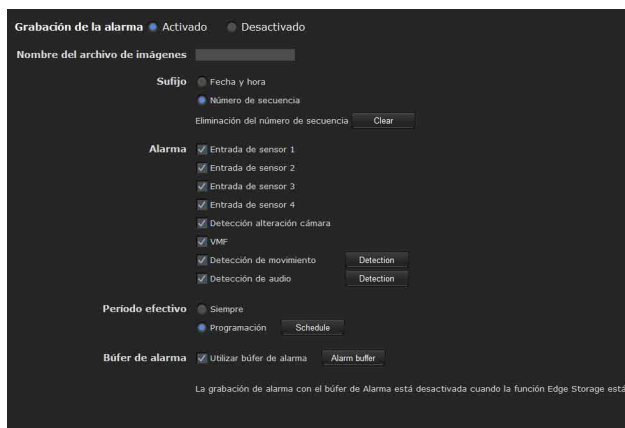 Grabación de la alarma Activado Desactivado
Nombre del archivo de imágenes
Sufijo Fecha y hora
Número de secuencia
Eliminación del número de secuencia Clear
Alarma Entrada de sensor 1
Entrada de sensor 2
Entrada de sensor 3
Entrada de sensor 4
Detección alteración cámara
VMF
Detección de movimiento Detection
Detección de audio Detection
Período efectivo Siempre
Programación Schedule
Búfer de alarma Utilizar búfer de alarma Alarm buffer
La grabación de alarma con el búfer de Alarma está desactivada cuando la función Edge Storage está